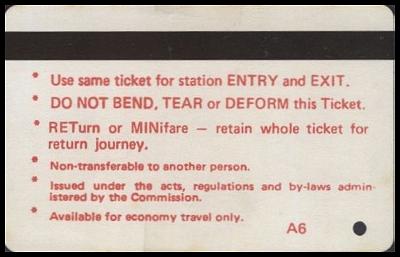 * Use same ticket for station ENTRY and EXIT.
* DO NOT BEND, TEAR or DEFORM this Ticket.
* RETurn or MINifare — retain whole ticket for
return journey.
* Non-transferable to another person.
* Issued under the acts, regulations and by-laws admin-
istered by the Commission.
* Available for economy travel only.
A6